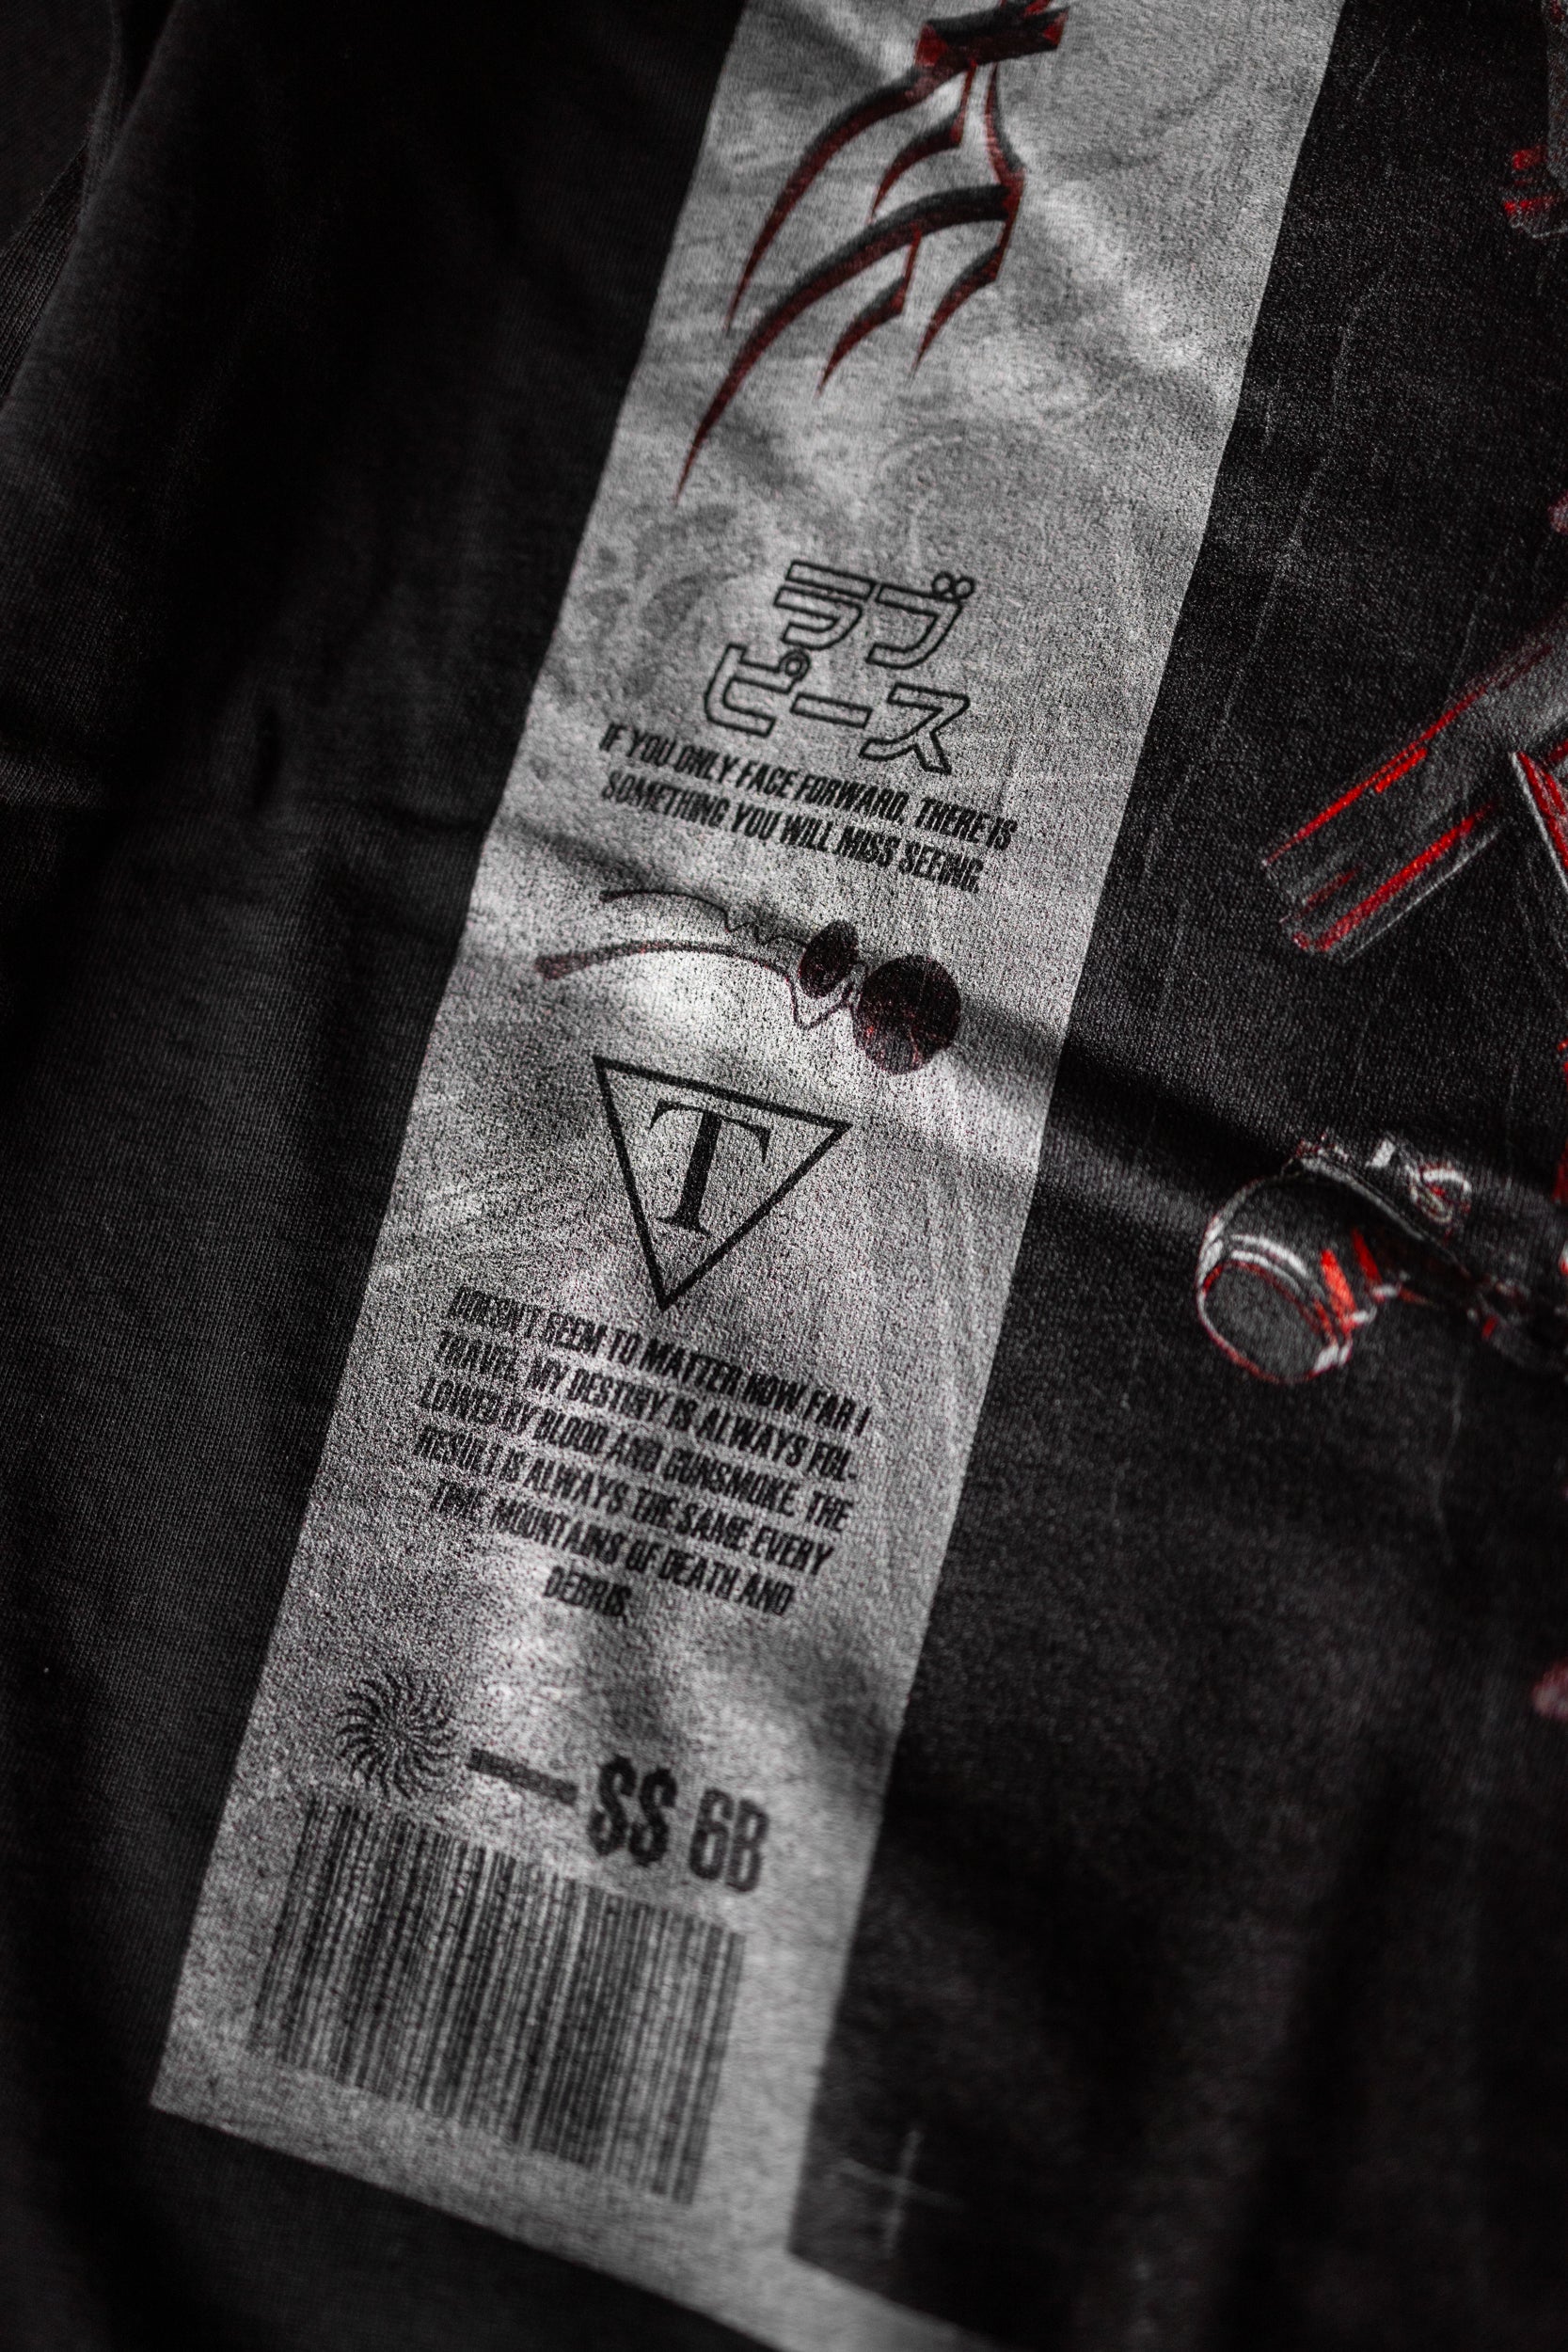 ラブ
ピース
IF YOU ONLY FACE FORWARD, THERE IS
SOMETHING YOU WILL MISS SEEING.
T
DOESN'T SEEM TO MATTER HOW FAR I
TRAVEL. MY DESTINY IS ALWAYS FOL-
LOWED BY BLOOD AND GUNSMOKE. THE
RESULT IS ALWAYS THE SAME EVERY
TIME. MOUNTAINS OF DEATH AND
DEBRIS.
$$ 6B